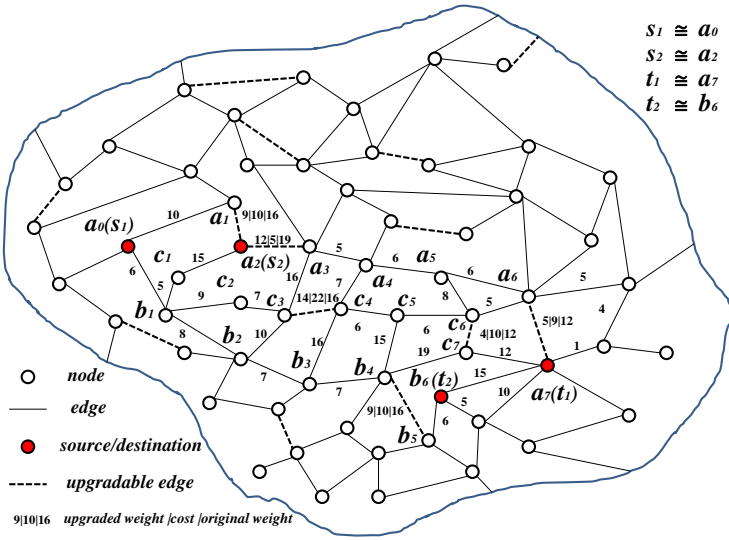 s1 ≅ a0
s2 ≅ a2
t1 ≅ a7
t2 ≅ b6
10
a1
9|10|16
a0(s1)
12|5|19
c1
15
a2(s2)
a3
5
6
a5
6
5
c2
16
7
a4
8
a6
5
9
7
c3
14|22|16
c4
c5
c6
5
4
b1
8
10
6
6
4|10|12
5|9|12
b2
16
15
c7
12
1
7
b3
7
b4
19
15
a7(t1)
b6(t2)
5
10
9|10|16
6
b5
node
edge
source/destination
upgradable edge
9|10|16 upgraded weight |cost |original weight
6